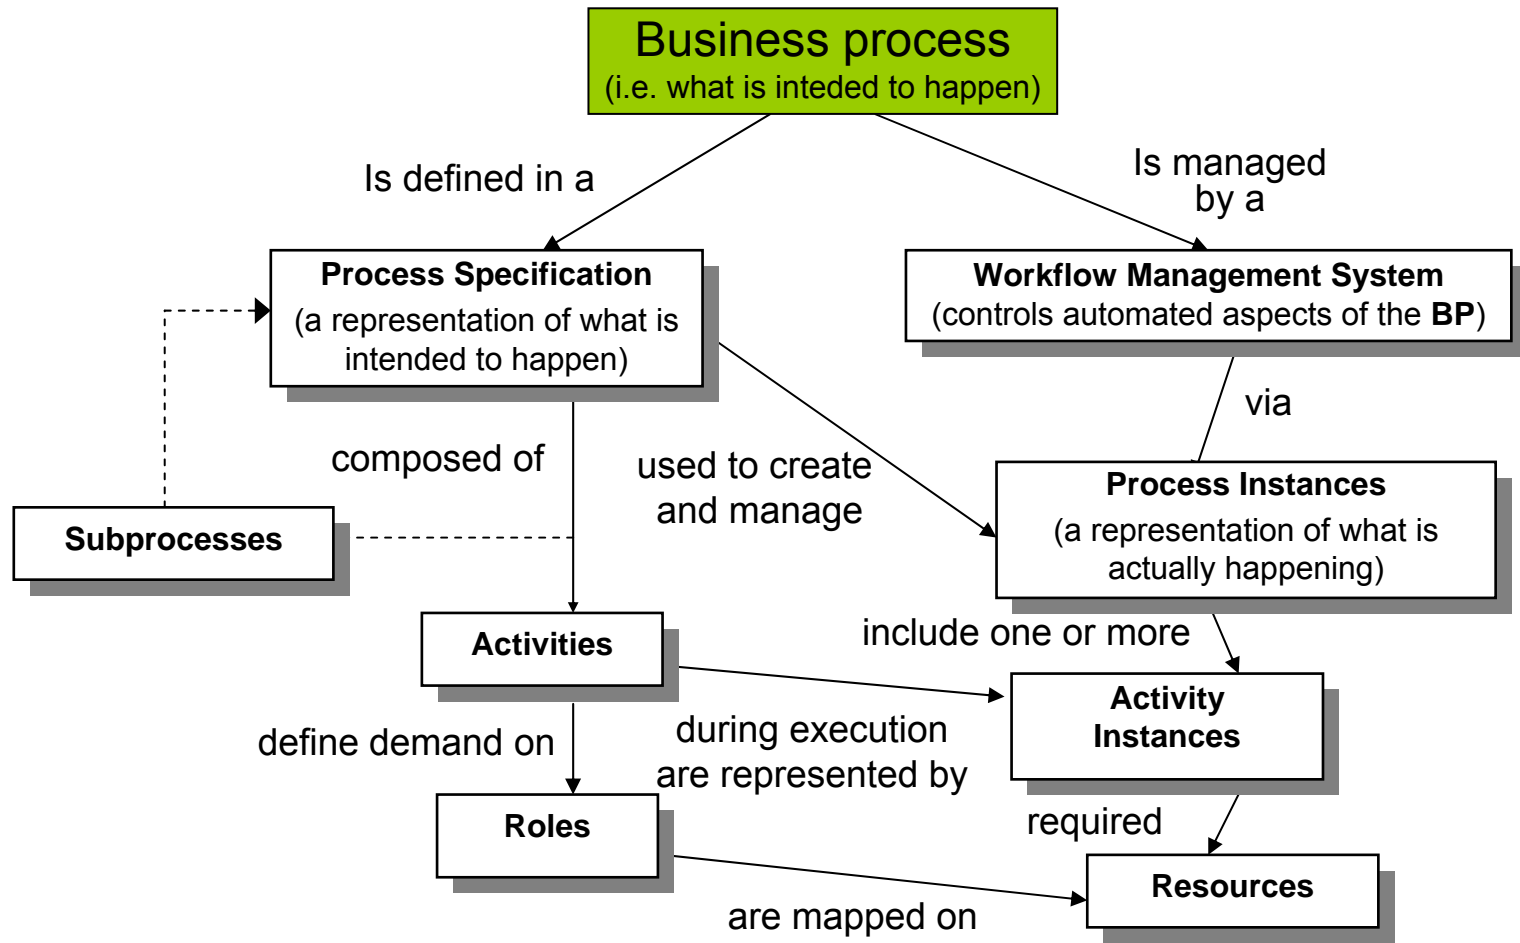 Business process
(i.e. what is inteded to happen)
Is defined in a
Is managed
by a
Process Specification
(a representation of what is
intended to happen)
Workflow Management System
(controls automated aspects of the BP)
via
composed of
used to create
and manage
Process Instances
(a representation of what is
actually happening)
Subprocesses
Activities
include one or more
Activity
Instances
define demand on
during execution
are represented by
Roles
required
Resources
are mapped on